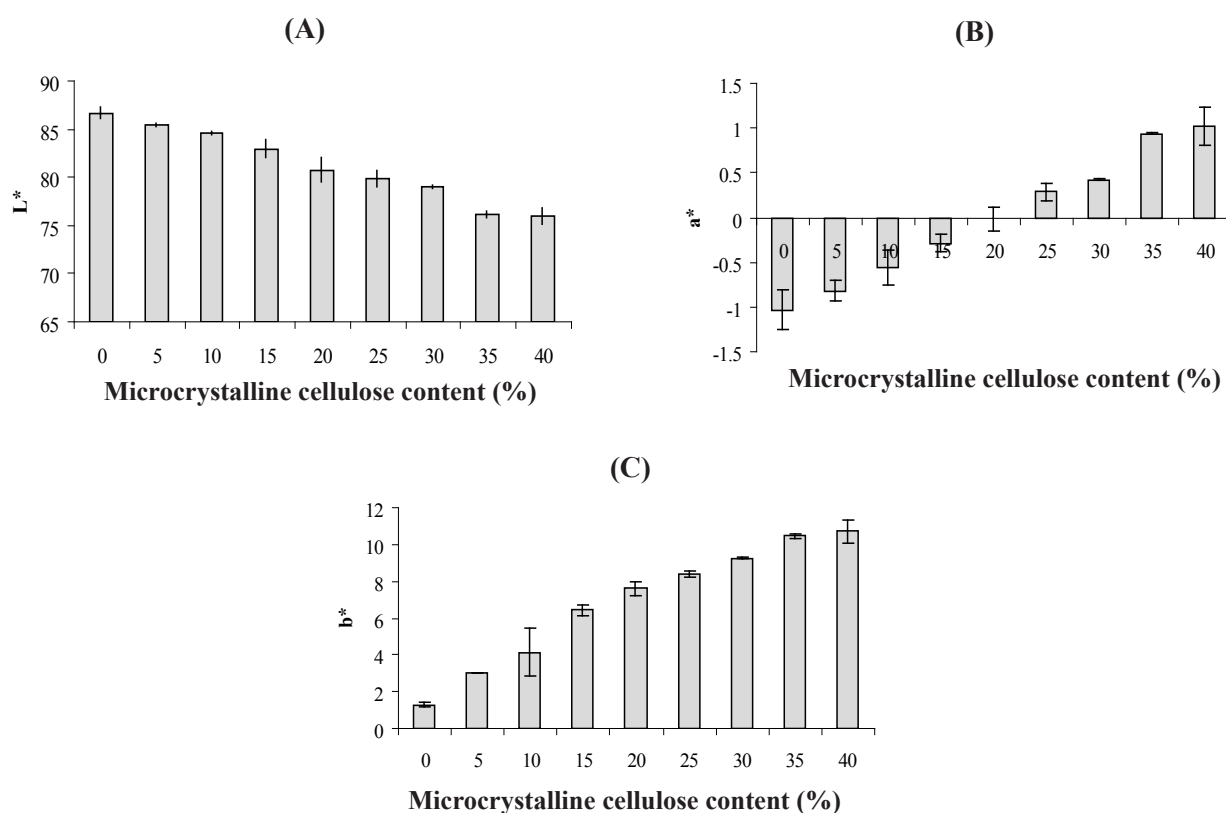 (A)
90
85
80
75
70
65
L*
0 5 10 15 20 25 30 35 40
Microcrystalline cellulose content (%)
(B)
1.5
1
0.5
0
-0.5
-1
-1.5
a*
0 5 10 15 20 25 30 35 40
Microcrystalline cellulose content (%)
(C)
12
10
8
6
4
2
0
b*
0 5 10 15 20 25 30 35 40
Microcrystalline cellulose content (%)